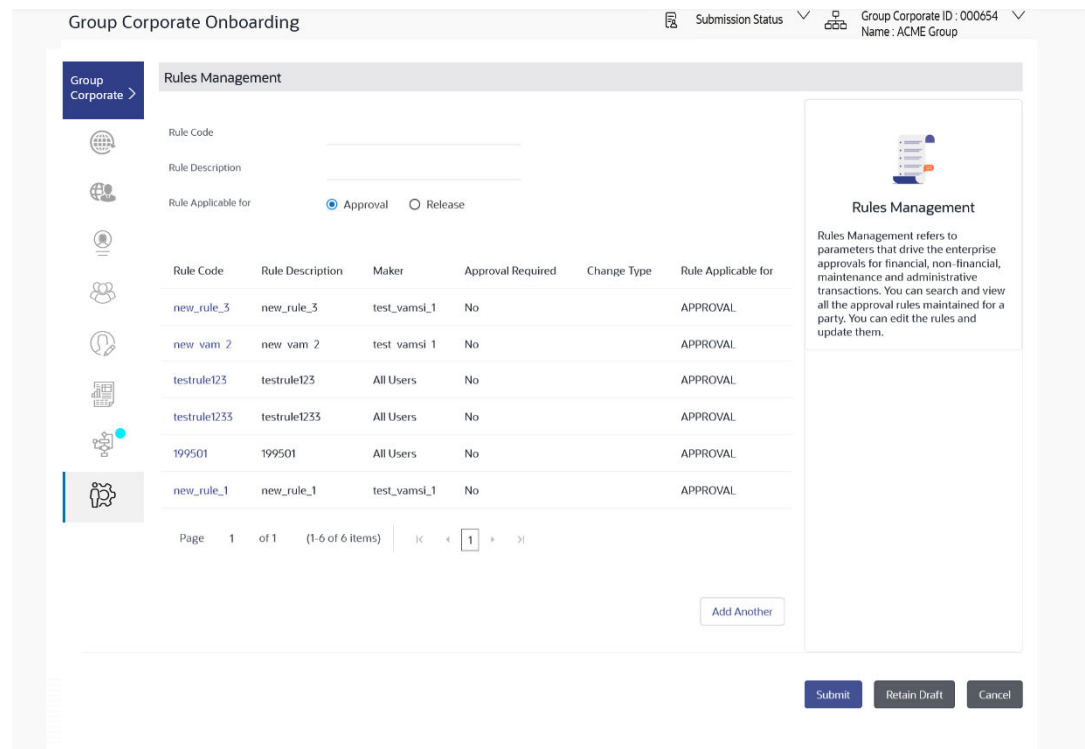 Group Corporate Onboarding
Submission Status
Group Corporate ID : 000654
Name : ACME Group
Group
Corporate
Rules Management
Rule Code
Rule Description
Rule Applicable for Approval Release
Rule Code Rule Description Maker Approval Required Change Type Rule Applicable for
new_rule_3 new_rule_3 test_vamsi_1 No APPROVAL
new vam 2 new vam 2 test vamsi 1 No APPROVAL
testrule123 testrule123 All Users No APPROVAL
testrule1233 testrule1233 All Users No APPROVAL
199501 199501 All Users No APPROVAL
new_rule_1 new_rule_1 test_vamsi_1 No APPROVAL
Page 1 of 1 (1-6 of 6 items) 1
Add Another
Rules Management
Rules Management refers to
parameters that drive the enterprise
approvals for financial, non-financial,
maintenance and administrative
transactions. You can search and view
all the approval rules maintained for a
party. You can edit the rules and
update them.
Submit Retain Draft Cancel